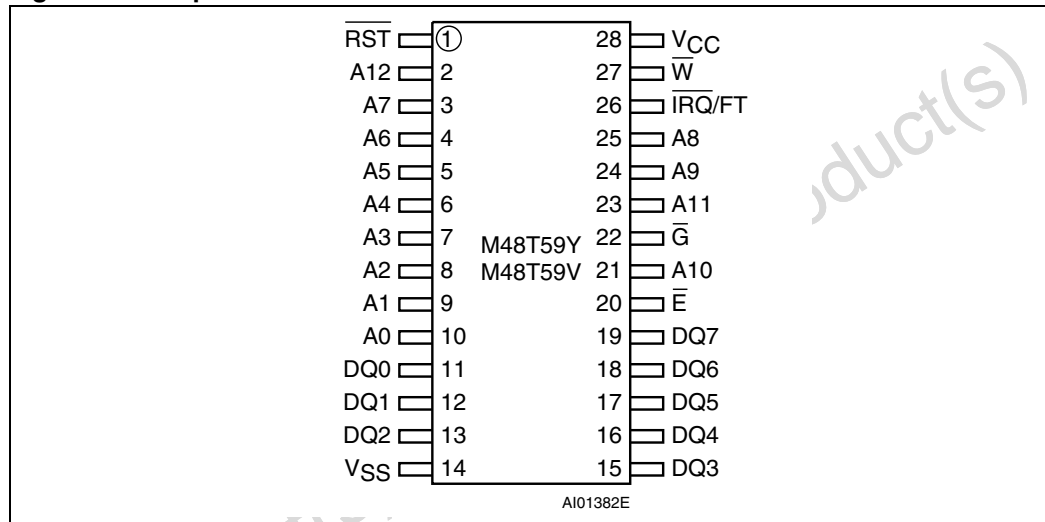 R̅S̅T̅ 1 28 VCC
A12 2 27 W̅
A7 3 26 I̅R̅Q̅/FT
A6 4 25 A8
A5 5 24 A9
A4 6 23 A11
A3 7 M48T59Y 22 G̅
A2 8 M48T59V 21 A10
A1 9 20 E̅
A0 10 19 DQ7
DQ0 11 18 DQ6
DQ1 12 17 DQ5
DQ2 13 16 DQ4
VSS 14 15 DQ3
AI01382E